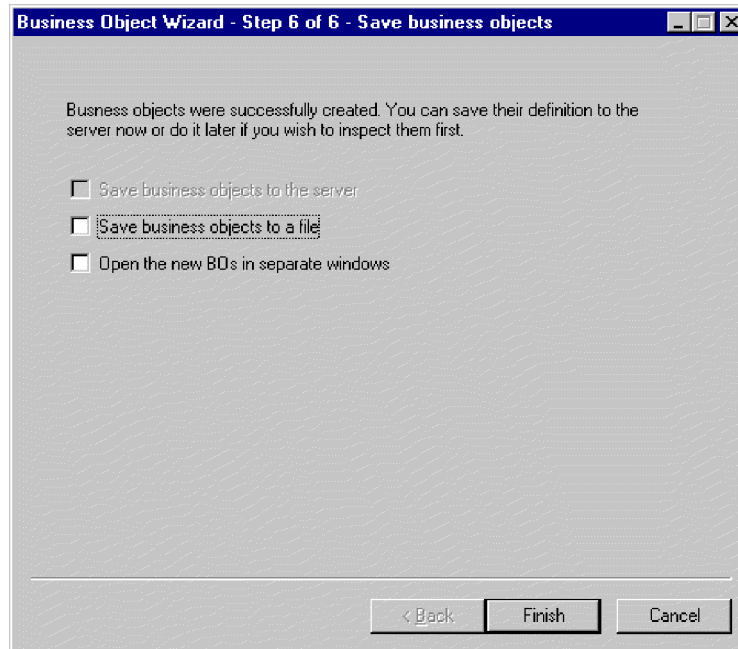 Business Object Wizard - Step 6 of 6 - Save business objects
Busness objects were successfully created. You can save their definition to the
server now or do it later if you wish to inspect them first.
Save business objects to the server
Save business objects to a file
Open the new BOs in separate windows
< Back
Finish
Cancel